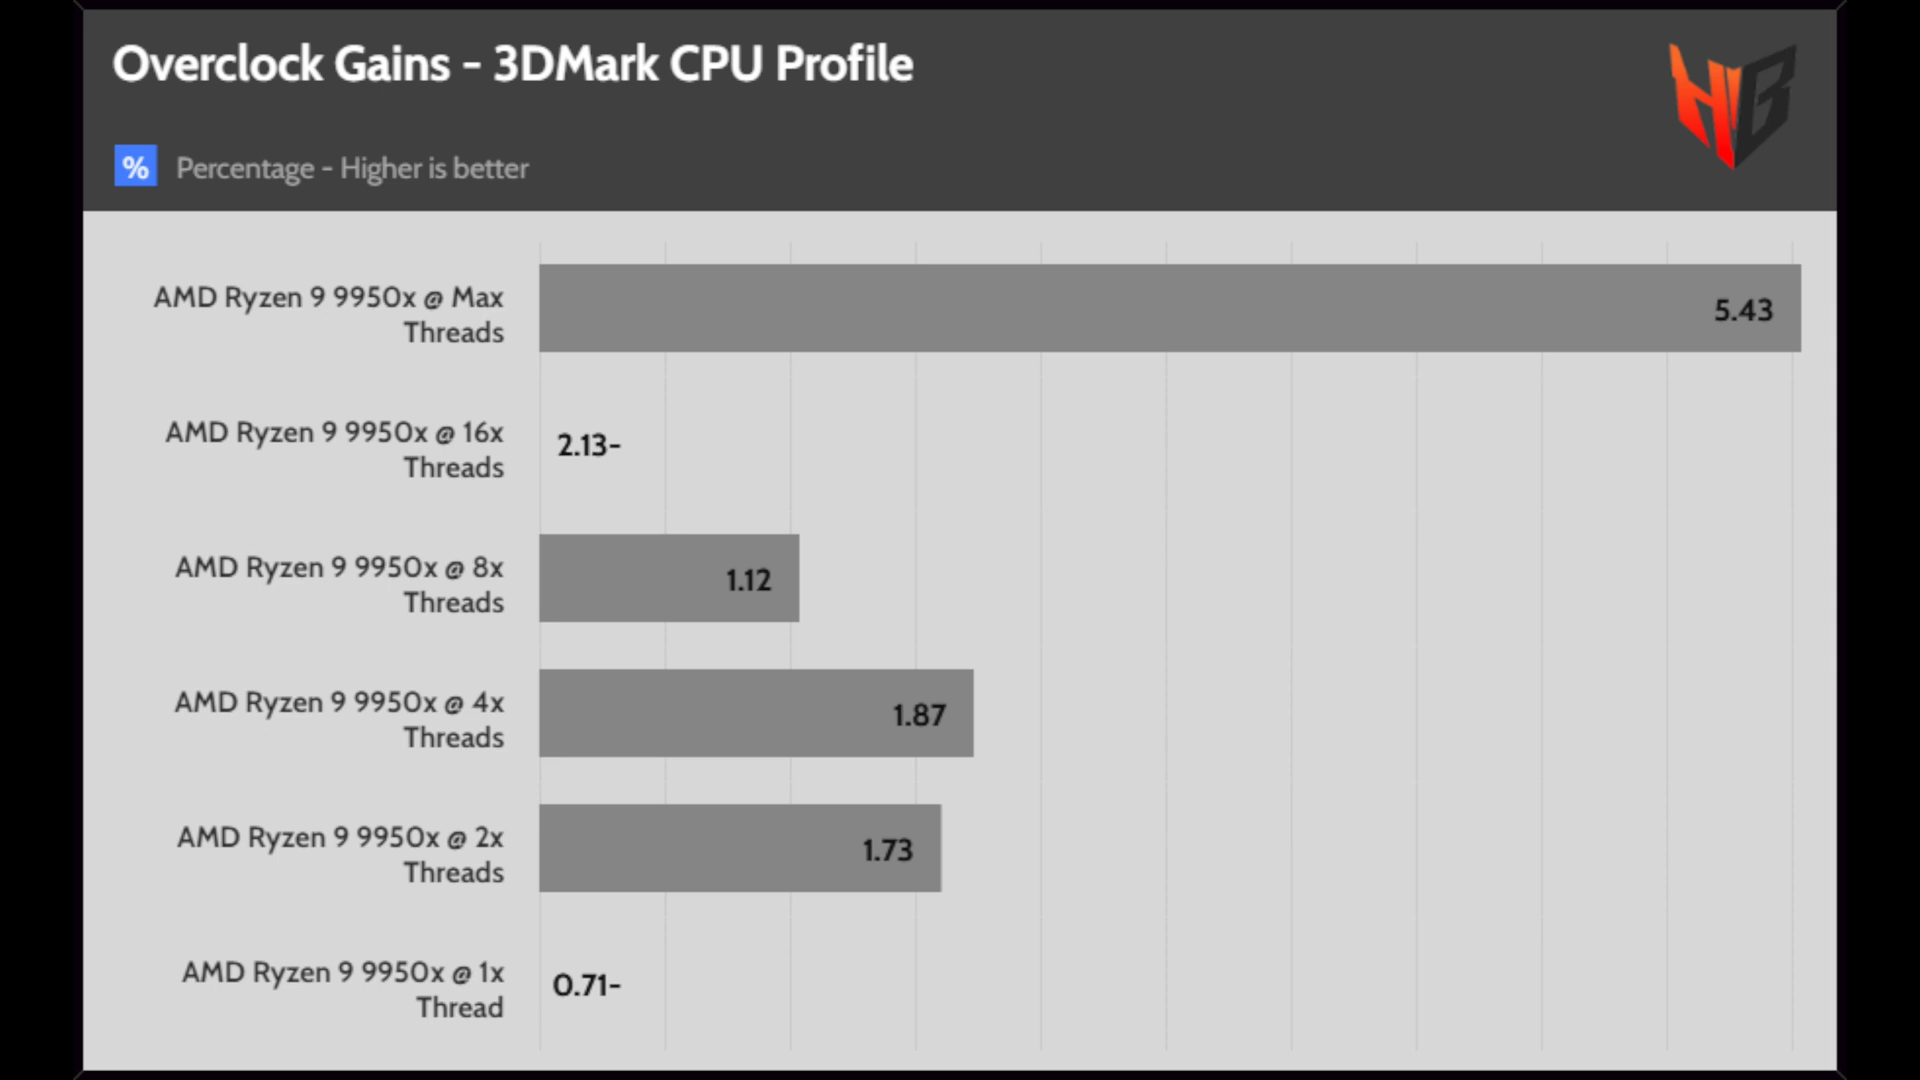 Overclock Gains - 3DMark CPU Profile
HB
% Percentage - Higher is better
AMD Ryzen 9 9950x @ Max
Threads
5.43
AMD Ryzen 9 9950x @ 16x
Threads
2.13-
AMD Ryzen 9 9950x @ 8x
Threads
1.12
AMD Ryzen 9 9950x @ 4x
Threads
1.87
AMD Ryzen 9 9950x @ 2x
Threads
1.73
AMD Ryzen 9 9950x @ 1x
Thread
0.71-